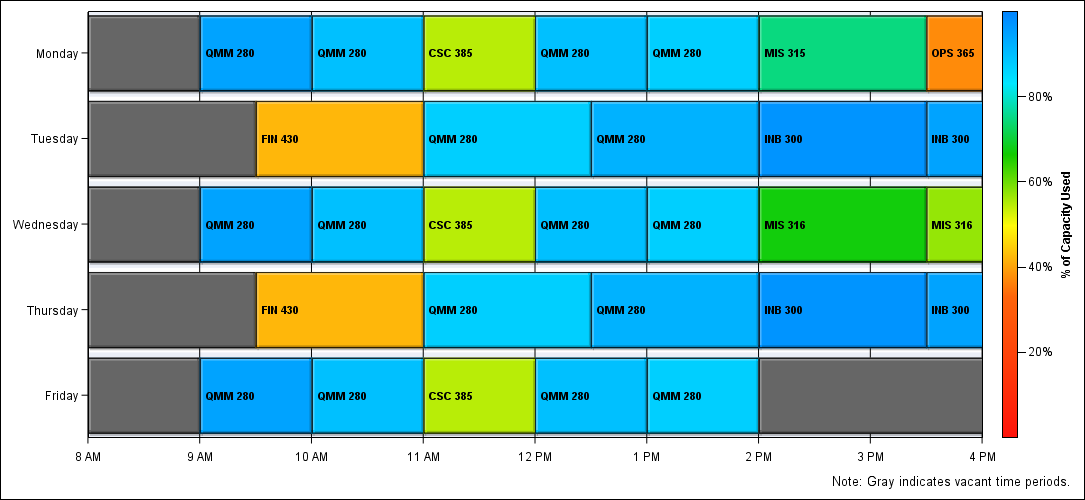 Monday QMM 280 QMM 280 CSC 385 QMM 280 QMM 280 MIS 315 OPS 365
80%
Tuesday FIN 430 QMM 280 QMM 280 INB 300 INB 300
60%
Wednesday QMM 280 QMM 280 CSC 385 QMM 280 QMM 280 MIS 316 MIS 316
% of Capacity Used
40%
Thursday FIN 430 QMM 280 QMM 280 INB 300 INB 300
20%
Friday QMM 280 QMM 280 CSC 385 QMM 280 QMM 280
8 AM 9 AM 10 AM 11 AM 12 PM 1 PM 2 PM 3 PM 4 PM
Note: Gray indicates vacant time periods.